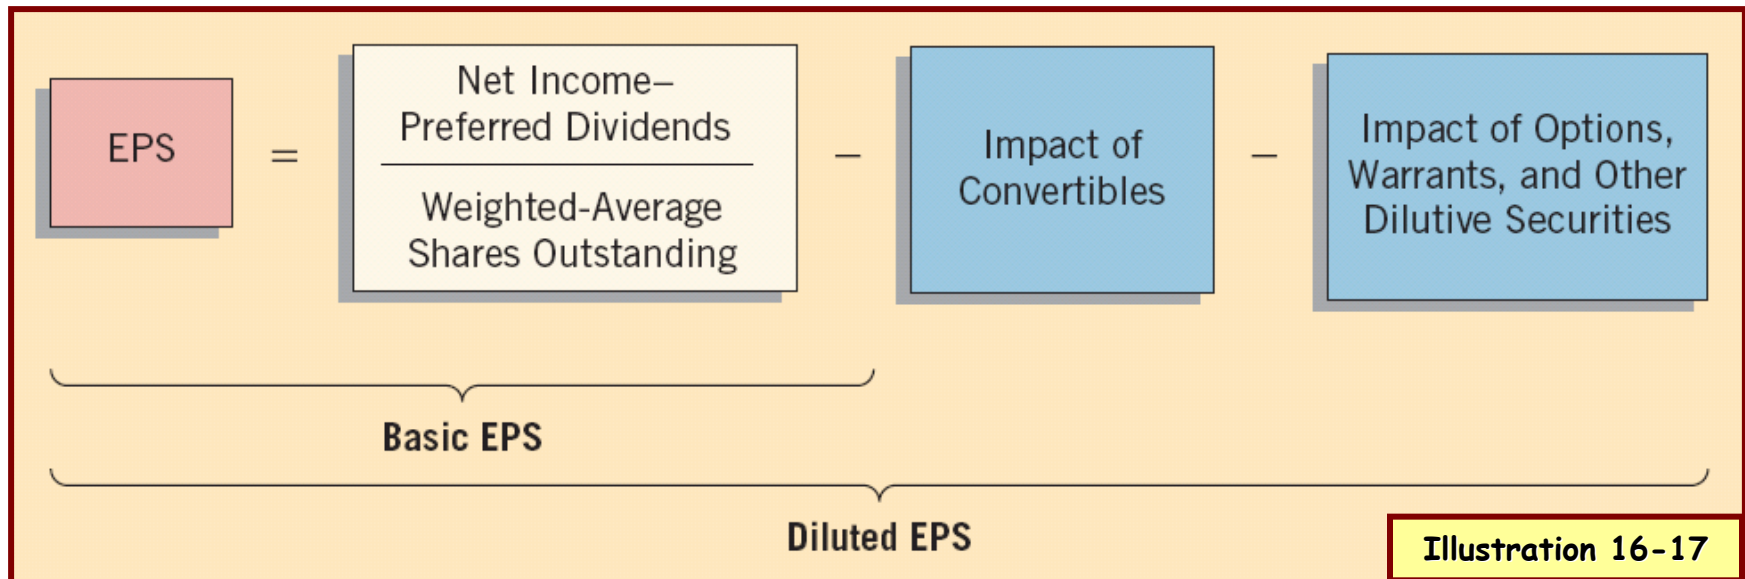 EPS
=
Net Income–
Preferred Dividends
Weighted-Average
Shares Outstanding
–
Impact of
Convertibles
–
Impact of Options,
Warrants, and Other
Dilutive Securities
Basic EPS
Diluted EPS
Illustration 16-17